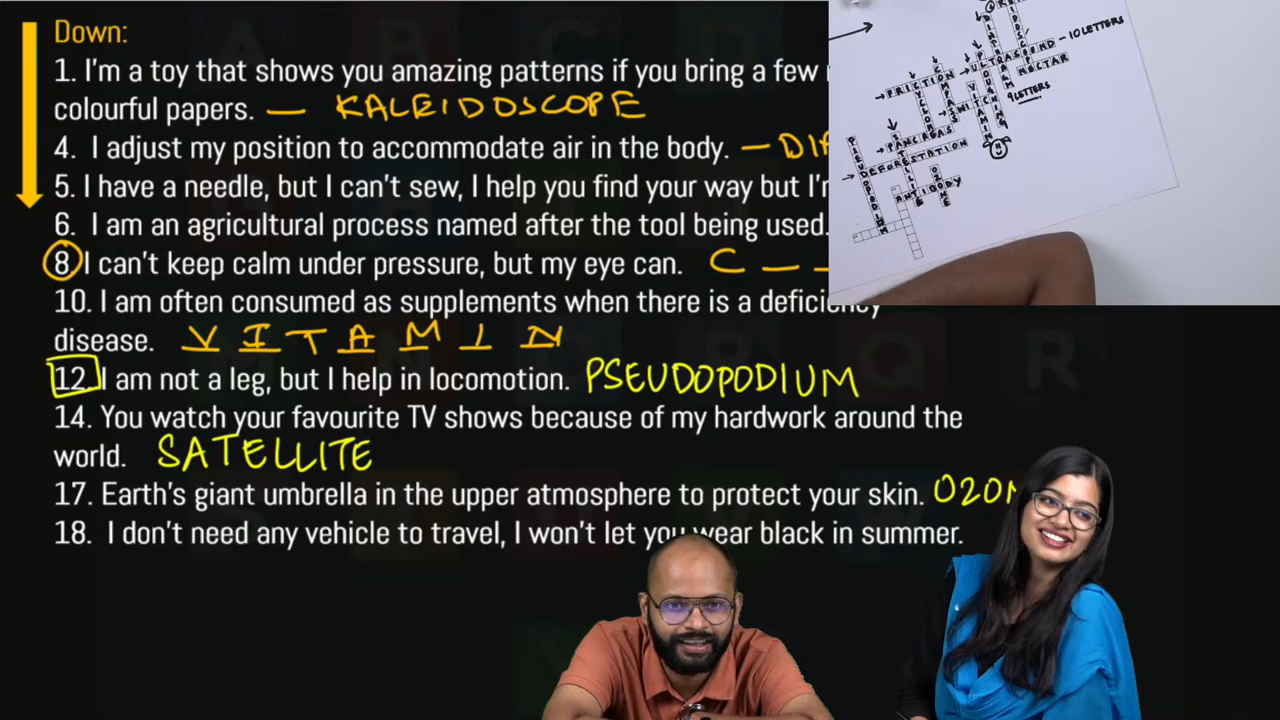 Down:
1. I'm a toy that shows you amazing patterns if you bring a few
colourful papers. — KALEIDOSCOPE
4. I adjust my position to accommodate air in the body. — DIA
5. I have a needle, but I can't sew, I help you find your way but I'm
6. I am an agricultural process named after the tool being used.
8. I can't keep calm under pressure, but my eye can. C _ _
10. I am often consumed as supplements when there is a deficiency
disease. VITAMIN
12. I am not a leg, but I help in locomotion. PSEUDOPODIUM
14. You watch your favourite TV shows because of my hardwork around the
world. SATELLITE
17. Earth's giant umbrella in the upper atmosphere to protect your skin. OZON
18. I don't need any vehicle to travel, I won't let you wear black in summer.
ULTRASOUND - 10 LETTERS
NECTAR
9 LETTERS
FRICTION
PANCREAS
DEFORESTATION
ANTIBODY
VITAMIN
PSEUDOPODIUM